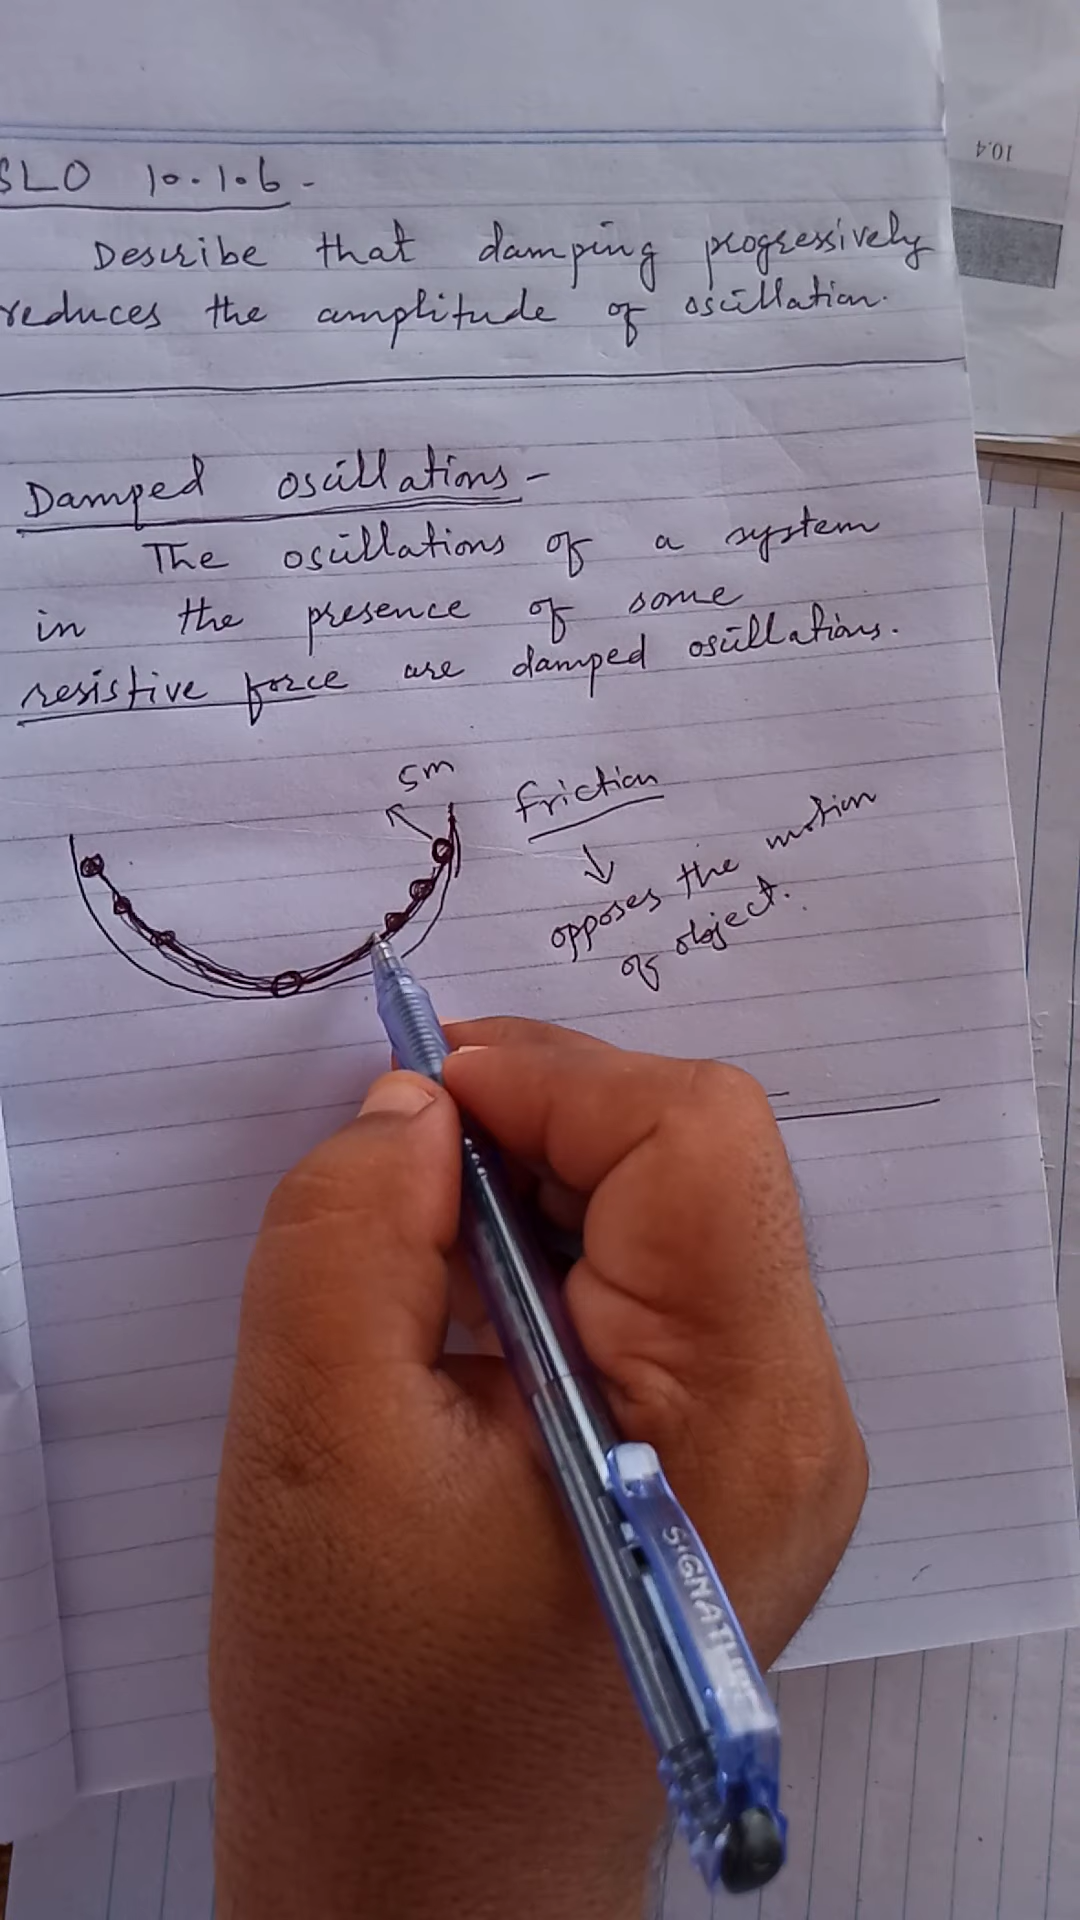 SLO 10.1.6-
Describe that damping progressively
reduces the amplitude of oscillation.
Damped oscillations-
The oscillations of a system
in the presence of some
resistive force are damped oscillations.
5m
friction
opposes the motion
of object.
10.4
SIGNATURE